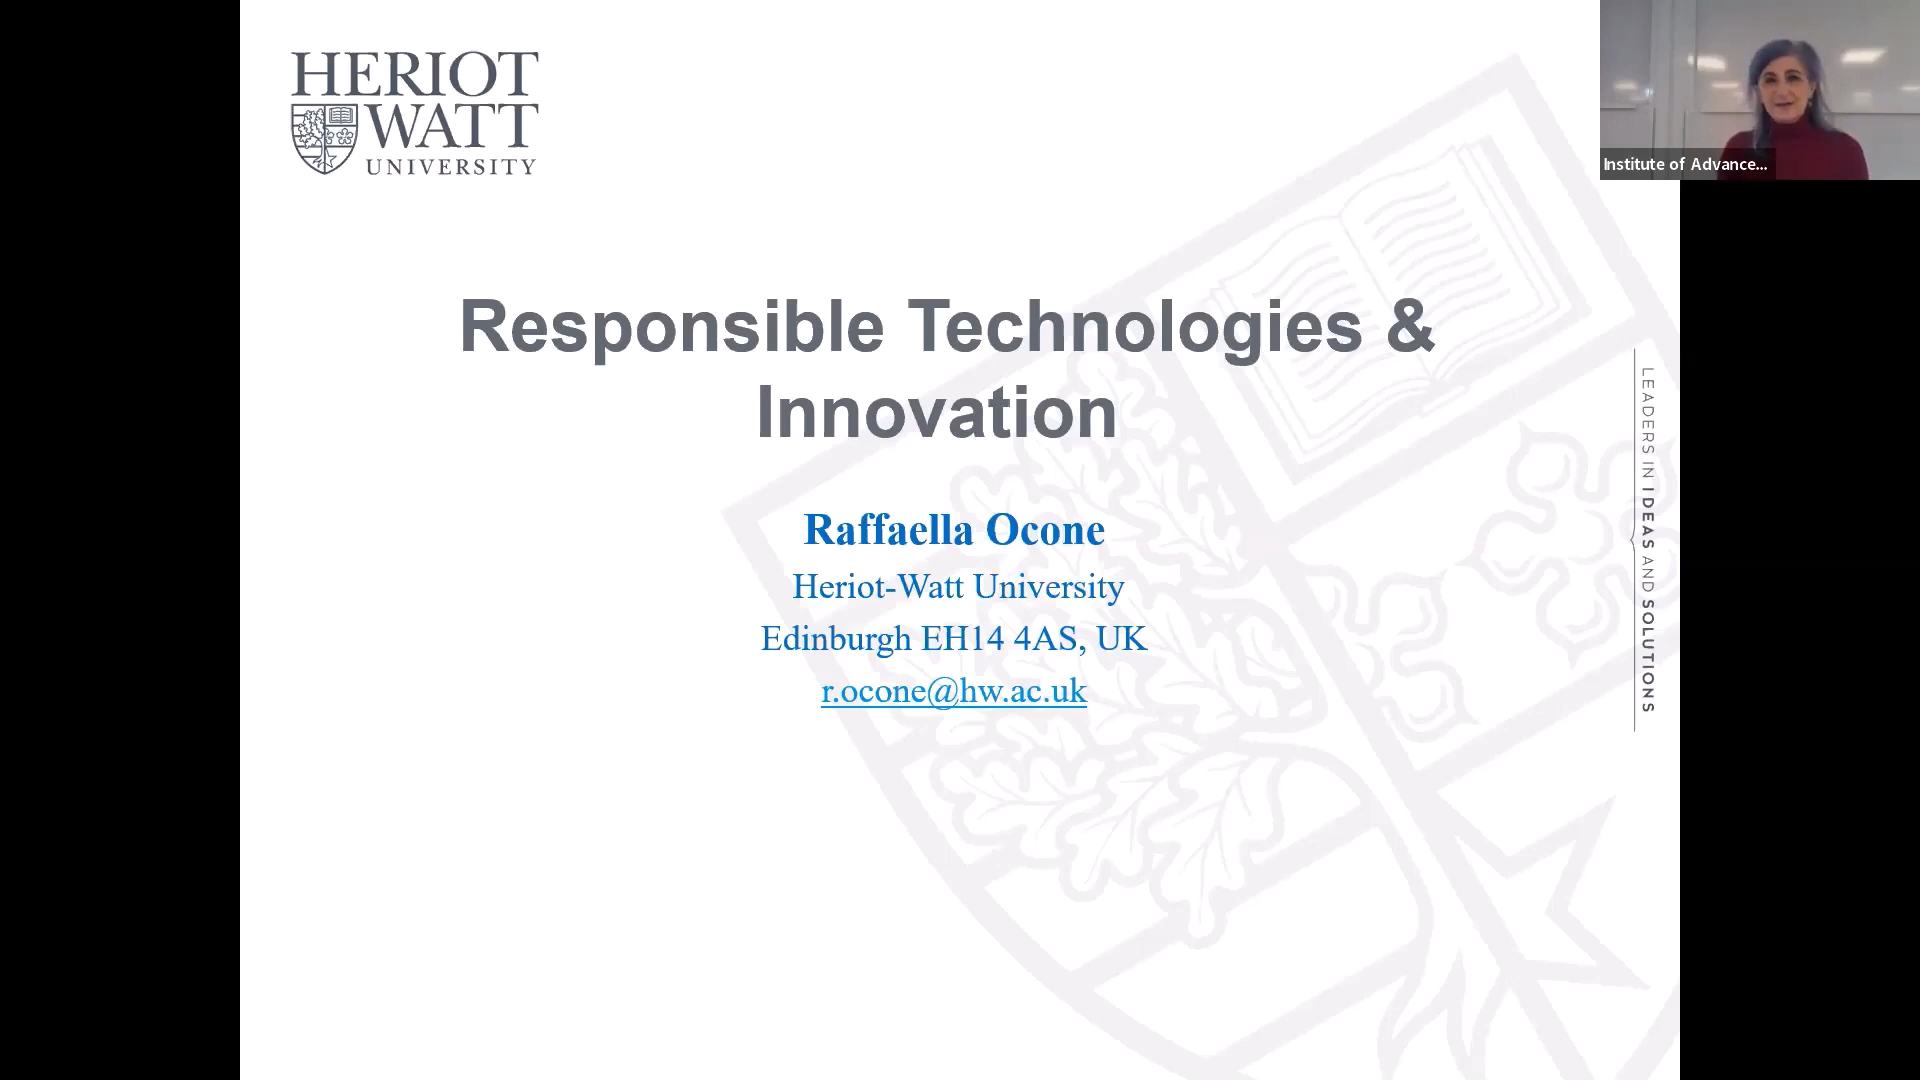 HERIOT
WATT
UNIVERSITY
Institute of Advance...
Responsible Technologies &
Innovation
Raffaella Ocone
Heriot-Watt University
Edinburgh EH14 4AS, UK
r.ocone@hw.ac.uk
LEADERS IN IDEAS AND SOLUTIONS